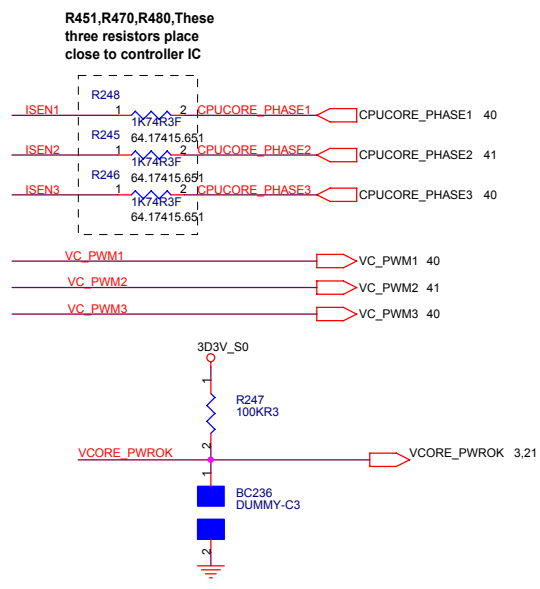 R451,R470,R480,These
three resistors place
close to controller IC
R248
ISEN1 1 2 CPUCORE_PHASE1 CPUCORE_PHASE1 40
1K74R3F
64.17415.651
R245
ISEN2 1 2 CPUCORE_PHASE2 CPUCORE_PHASE2 41
1K74R3F
64.17415.651
R246
ISEN3 1 2 CPUCORE_PHASE3 CPUCORE_PHASE3 40
1K74R3F
64.17415.651
VC_PWM1 VC_PWM1 40
VC_PWM2 VC_PWM2 41
VC_PWM3 VC_PWM3 40
3D3V_S0
1
R247
100KR3
2
VCORE_PWROK VCORE_PWROK 3,21
1
BC236
DUMMY-C3
2